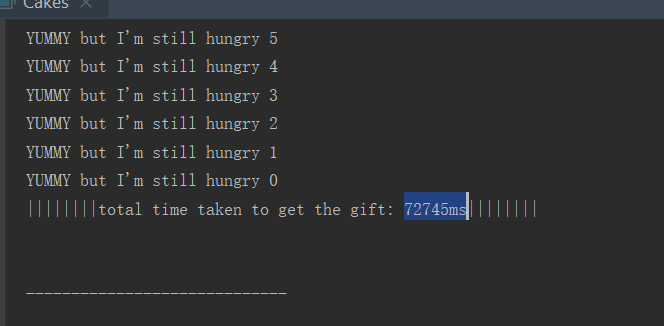 Cakes
YUMMY but I'm still hungry 5
YUMMY but I'm still hungry 4
YUMMY but I'm still hungry 3
YUMMY but I'm still hungry 2
YUMMY but I'm still hungry 1
YUMMY but I'm still hungry 0
||||||||total time taken to get the gift: 72745ms||||||||
-----------------------------